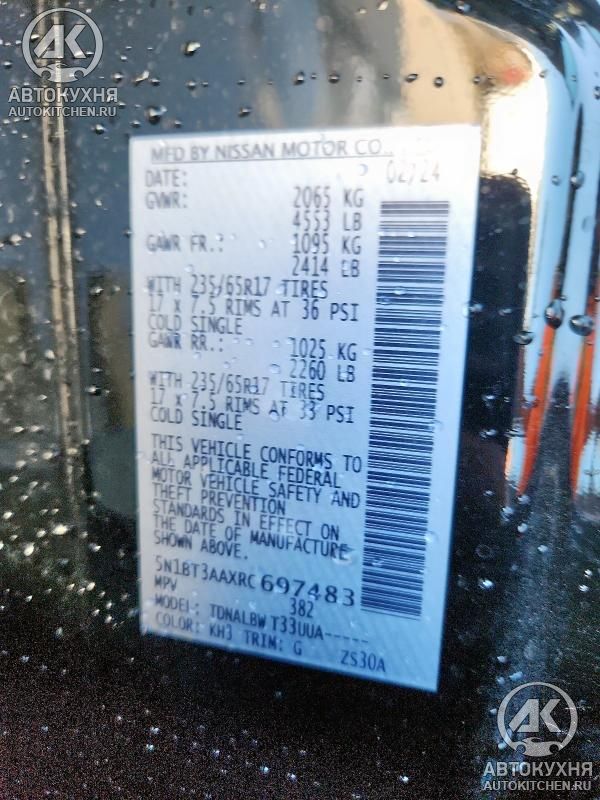 АК
АВТОКУХНЯ
AUTOKITCHEN.RU
MFD BY NISSAN MOTOR CO.,
DATE: 02/24
GVWR: 2065 KG
4553 LB
GAWR FR.: 1095 KG
2414 LB
WITH 235/65R17 TIRES
17 X 7.5 RIMS AT 36 PSI
COLD SINGLE
GAWR RR.: 1025 KG
2260 LB
WITH 235/65R17 TIRES
17 X 7.5 RIMS AT 33 PSI
COLD SINGLE
THIS VEHICLE CONFORMS TO
ALL APPLICABLE FEDERAL
MOTOR VEHICLE SAFETY AND
THEFT PREVENTION
STANDARDS IN EFFECT ON
THE DATE OF MANUFACTURE
SHOWN ABOVE.
5N1BT3AAXRC697483
MPV 382
MODEL: TDNALBW T33UUA-----
COLOR: KH3 TRIM: G ZS30A
АК
АВТОКУХНЯ
AUTOKITCHEN.RU